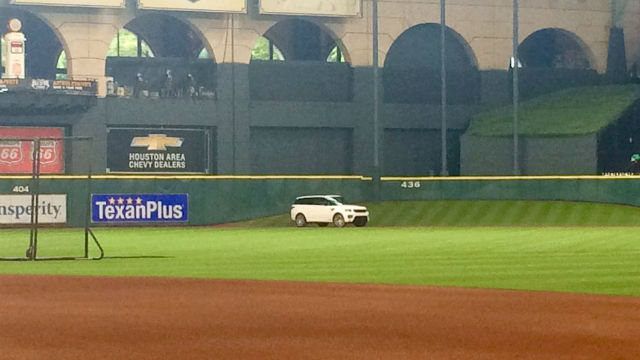 66
66
HOUSTON AREA
CHEVY DEALERS
404
436
nsperity
TexanPlus